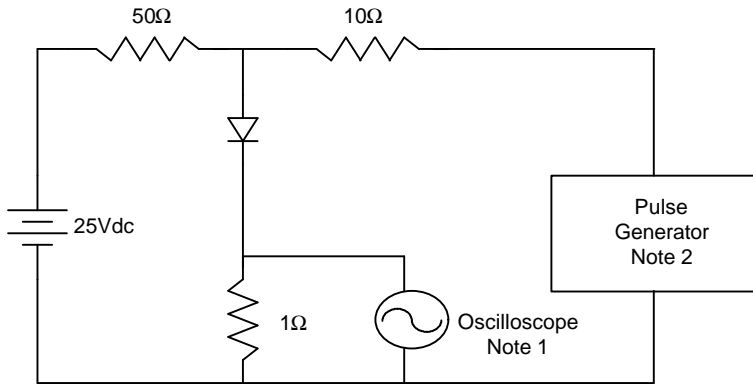 50Ω
10Ω
25Vdc
Pulse
Generator
Note 2
1Ω
Oscilloscope
Note 1